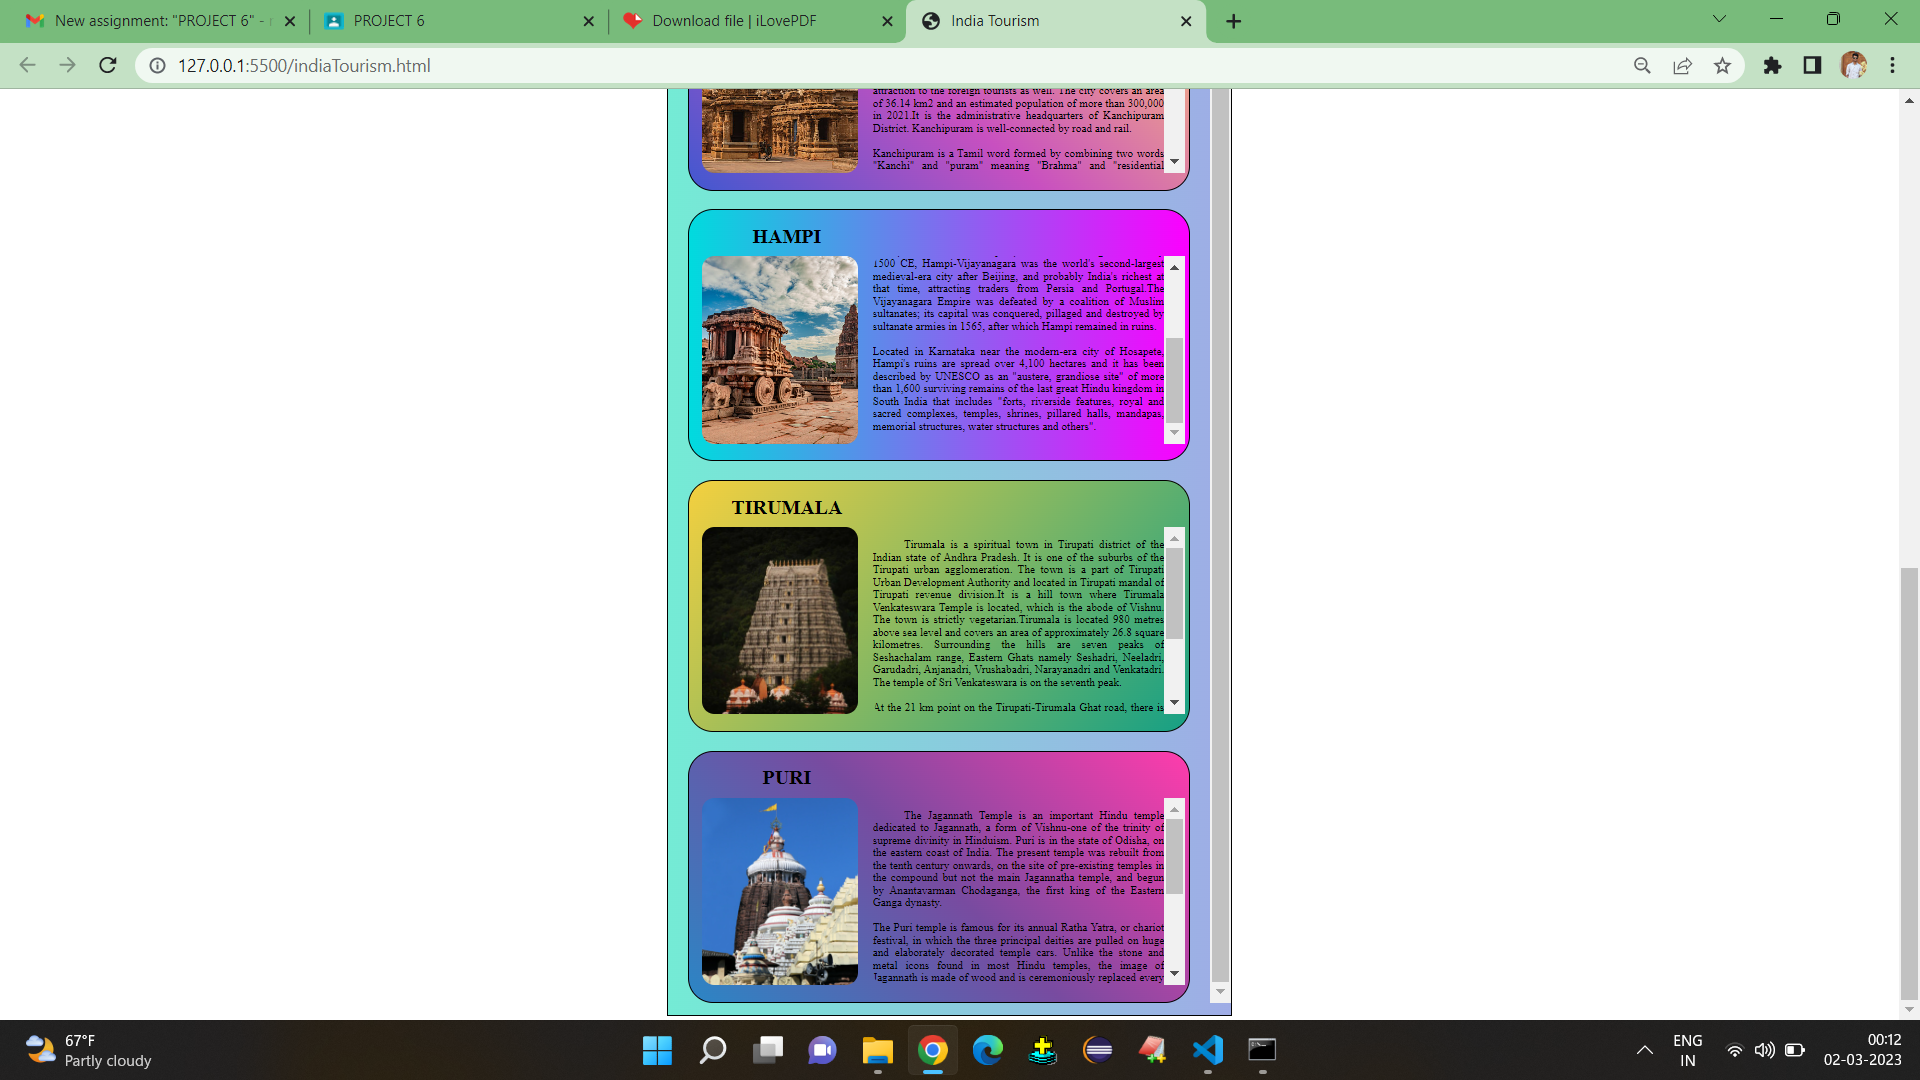 New assignment: "PROJECT 6" -
PROJECT 6
Download file | iLovePDF
India Tourism
127.0.0.1:5500/indiaTourism.html
attraction to the foreign tourists as well. The city covers an area
of 36.14 km2 and an estimated population of more than 300,000
in 2021.It is the administrative headquarters of Kanchipuram
District. Kanchipuram is well-connected by road and rail.
Kanchipuram is a Tamil word formed by combining two words
"Kanchi" and "puram" meaning "Brahma" and "residential
HAMPI
1500 CE, Hampi-Vijayanagara was the world's second-largest
medieval-era city after Beijing, and probably India's richest at
that time, attracting traders from Persia and Portugal.The
Vijayanagara Empire was defeated by a coalition of Muslim
sultanates; its capital was conquered, pillaged and destroyed by
sultanate armies in 1565, after which Hampi remained in ruins.
Located in Karnataka near the modern-era city of Hosapete,
Hampi's ruins are spread over 4,100 hectares and it has been
described by UNESCO as an "austere, grandiose site" of more
than 1,600 surviving remains of the last great Hindu kingdom in
South India that includes "forts, riverside features, royal and
sacred complexes, temples, shrines, pillared halls, mandapas,
memorial structures, water structures and others".
TIRUMALA
Tirumala is a spiritual town in Tirupati district of the
Indian state of Andhra Pradesh. It is one of the suburbs of the
Tirupati urban agglomeration. The town is a part of Tirupati
Urban Development Authority and located in Tirupati mandal of
Tirupati revenue division.It is a hill town where Tirumala
Venkateswara Temple is located, which is the abode of Vishnu.
The town is strictly vegetarian.Tirumala is located 980 metres
above sea level and covers an area of approximately 26.8 square
kilometres. Surrounding the hills are seven peaks of
Seshachalam range, Eastern Ghats namely Seshadri, Neeladri,
Garudadri, Anjanadri, Vrushabadri, Narayanadri and Venkatadri.
The temple of Sri Venkateswara is on the seventh peak.
At the 21 km point on the Tirupati-Tirumala Ghat road, there is
PURI
The Jagannath Temple is an important Hindu temple
dedicated to Jagannath, a form of Vishnu-one of the trinity of
supreme divinity in Hinduism. Puri is in the state of Odisha, on
the eastern coast of India. The present temple was rebuilt from
the tenth century onwards, on the site of pre-existing temples in
the compound but not the main Jagannatha temple, and begun
by Anantavarman Chodaganga, the first king of the Eastern
Ganga dynasty.
The Puri temple is famous for its annual Ratha Yatra, or chariot
festival, in which the three principal deities are pulled on huge
and elaborately decorated temple cars. Unlike the stone and
metal icons found in most Hindu temples, the image of
Jagannath is made of wood and is ceremoniously replaced every
67°F
Partly cloudy
ENG
IN
00:12
02-03-2023